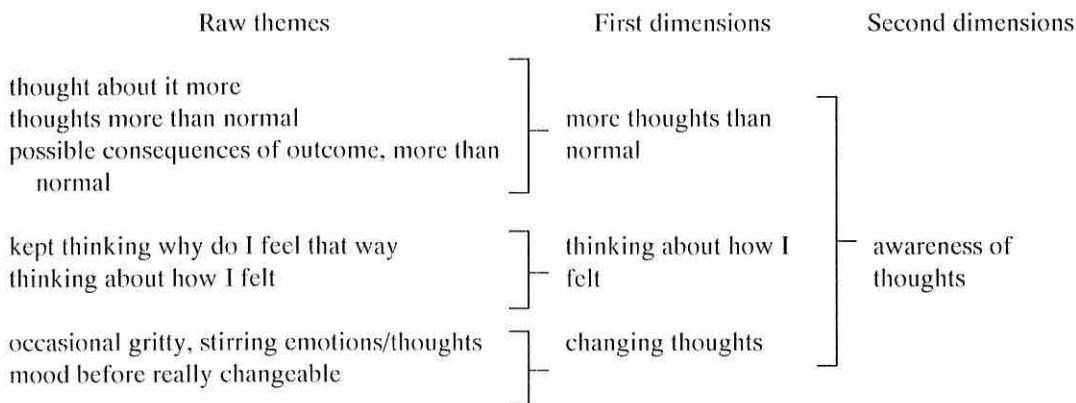 Raw themes First dimensions Second dimensions
thought about it more
thoughts more than normal
possible consequences of outcome, more than
normal
more thoughts than
normal
kept thinking why do I feel that way
thinking about how I felt
thinking about how I
felt
awareness of
thoughts
occasional gritty, stirring emotions/thoughts
mood before really changeable
changing thoughts